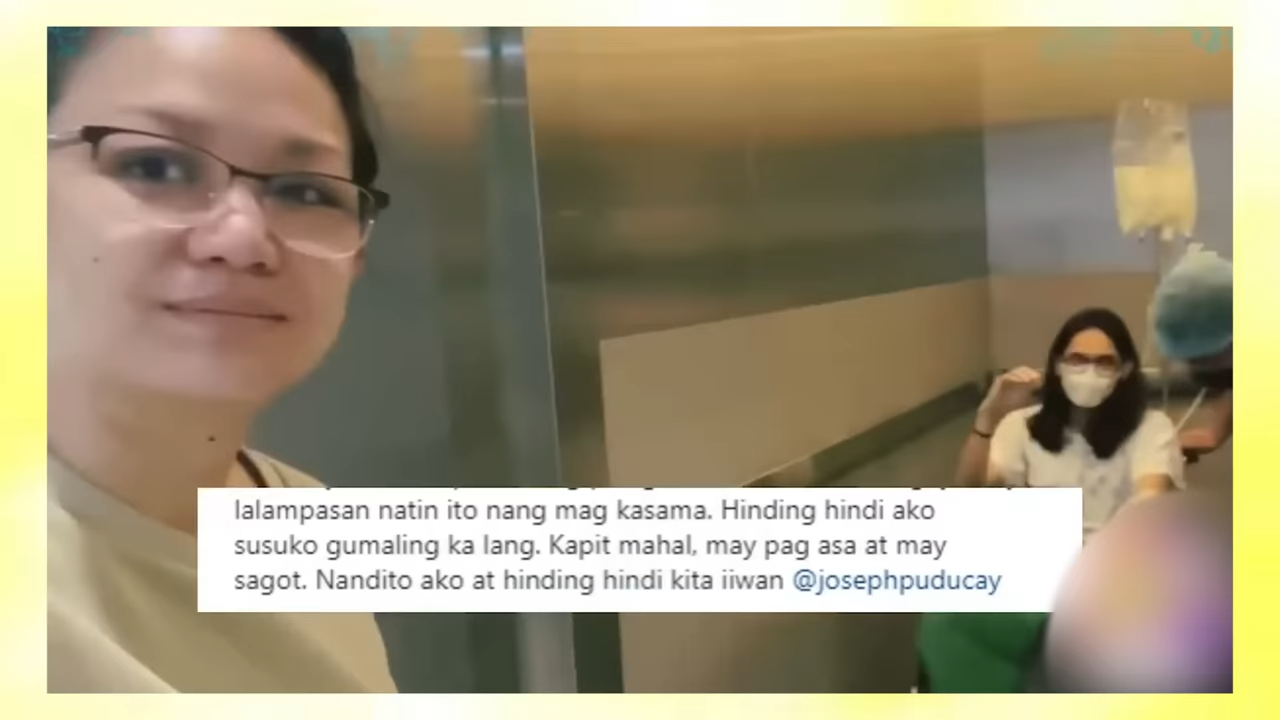 lalampasan natin ito nang mag kasama. Hinding hindi ako
susuko gumaling ka lang. Kapit mahal, may pag asa at may
sagot. Nandito ako at hinding hindi kita iiwan @josephpuducay